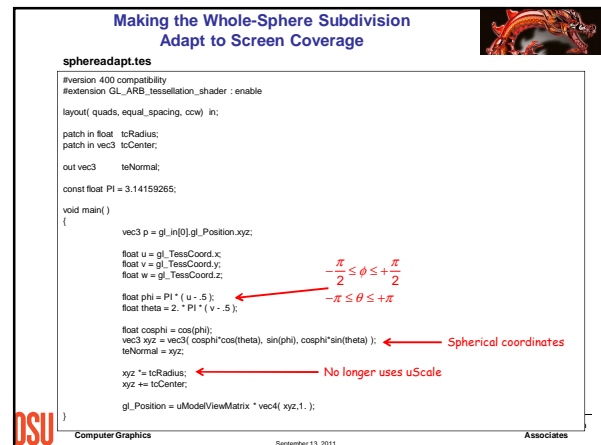 Making the Whole-Sphere Subdivision
Adapt to Screen Coverage
sphereadapt.tes
#version 400 compatibility
#extension GL_ARB_tessellation_shader : enable
layout( quads, equal_spacing, ccw) in;
patch in float tcRadius;
patch in vec3 tcCenter;
out vec3 teNormal;
const float PI = 3.14159265;
void main( )
{
vec3 p = gl_in[0].gl_Position.xyz;
float u = gl_TessCoord.x;
float v = gl_TessCoord.y;
float w = gl_TessCoord.z;
float phi = PI * ( u - .5 );
float theta = 2. * PI * ( v - .5 );
−π/2 ≤ φ ≤ +π/2
−π ≤ θ ≤ +π
float cosphi = cos(phi);
vec3 xyz = vec3( cosphi*cos(theta), sin(phi), cosphi*sin(theta) );
Spherical coordinates
teNormal = xyz;
xyz *= tcRadius;
No longer uses uScale
xyz += tcCenter;
gl_Position = uModelViewMatrix * vec4( xyz,1. );
}
OSU
Computer Graphics
September 13, 2011
Associates